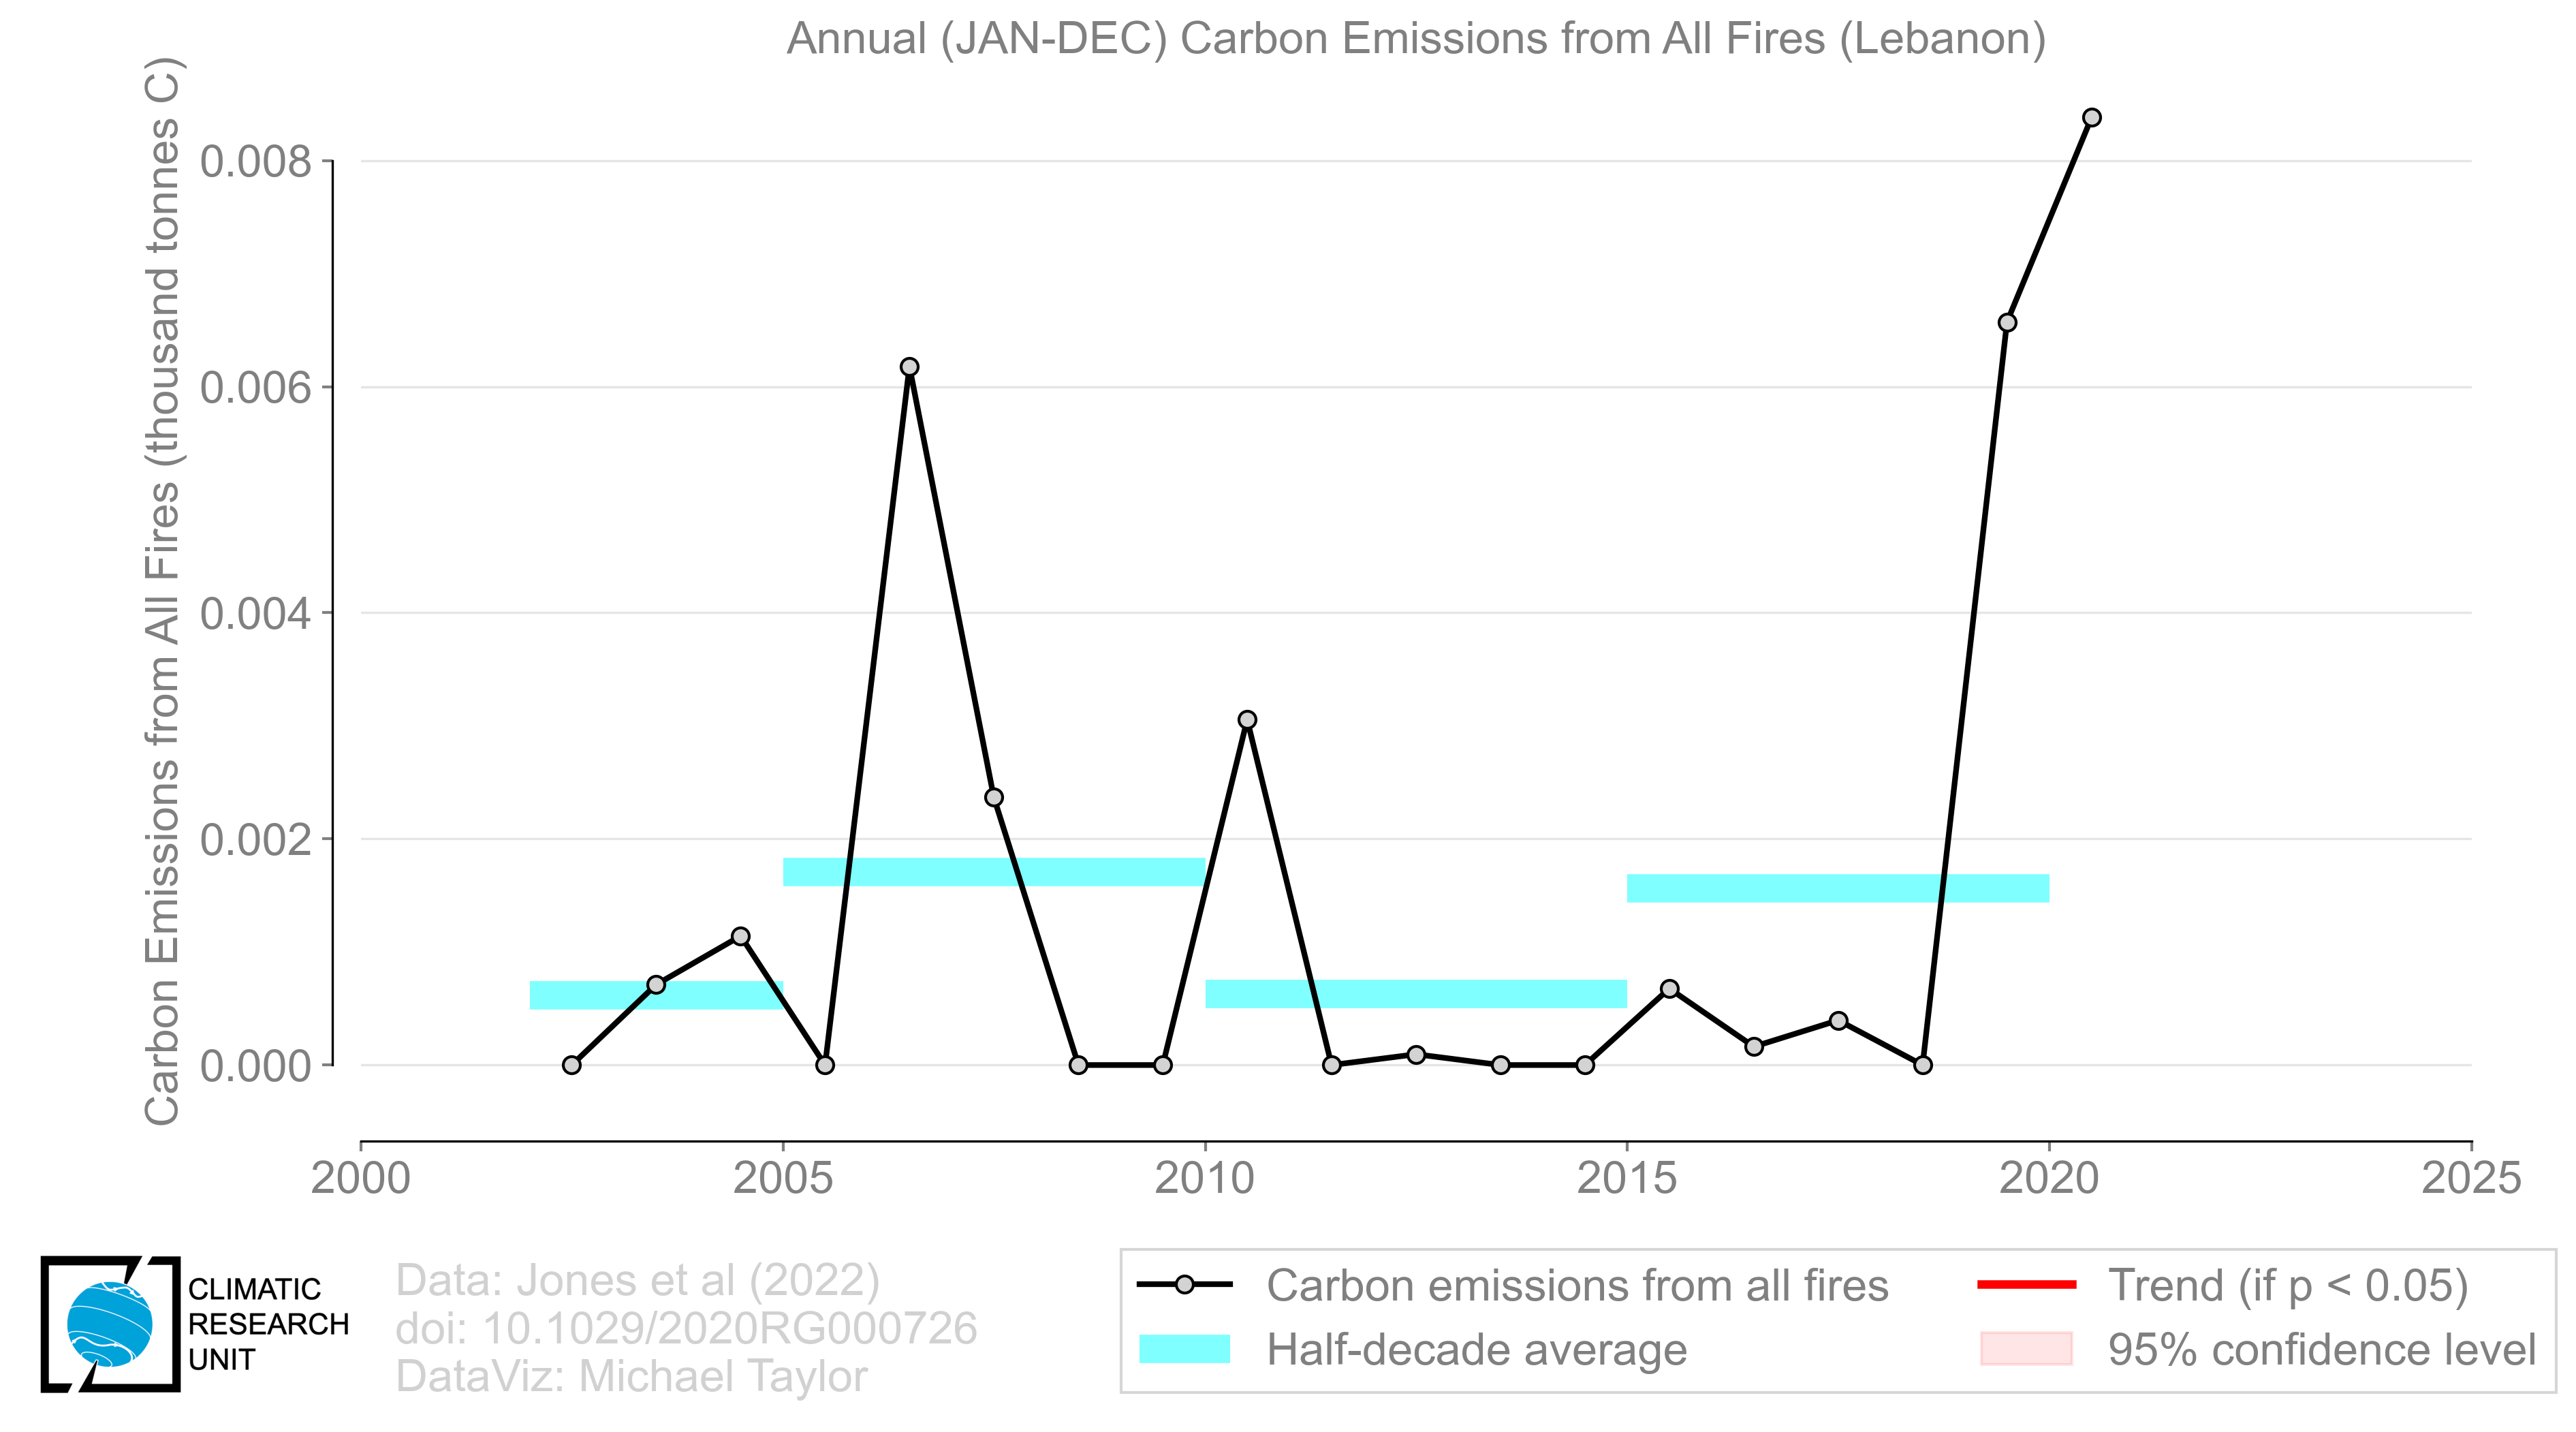 Annual (JAN-DEC) Carbon Emissions from All Fires (Lebanon)
Carbon Emissions from All Fires (thousand tonnes C)
0.008
0.006
0.004
0.002
0.000
2000 2005 2010 2015 2020 2025
CLIMATIC
RESEARCH
UNIT
Data: Jones et al (2022)
doi: 10.1029/2020RG000726
DataViz: Michael Taylor
Carbon emissions from all fires
Half-decade average
Trend (if p < 0.05)
95% confidence level